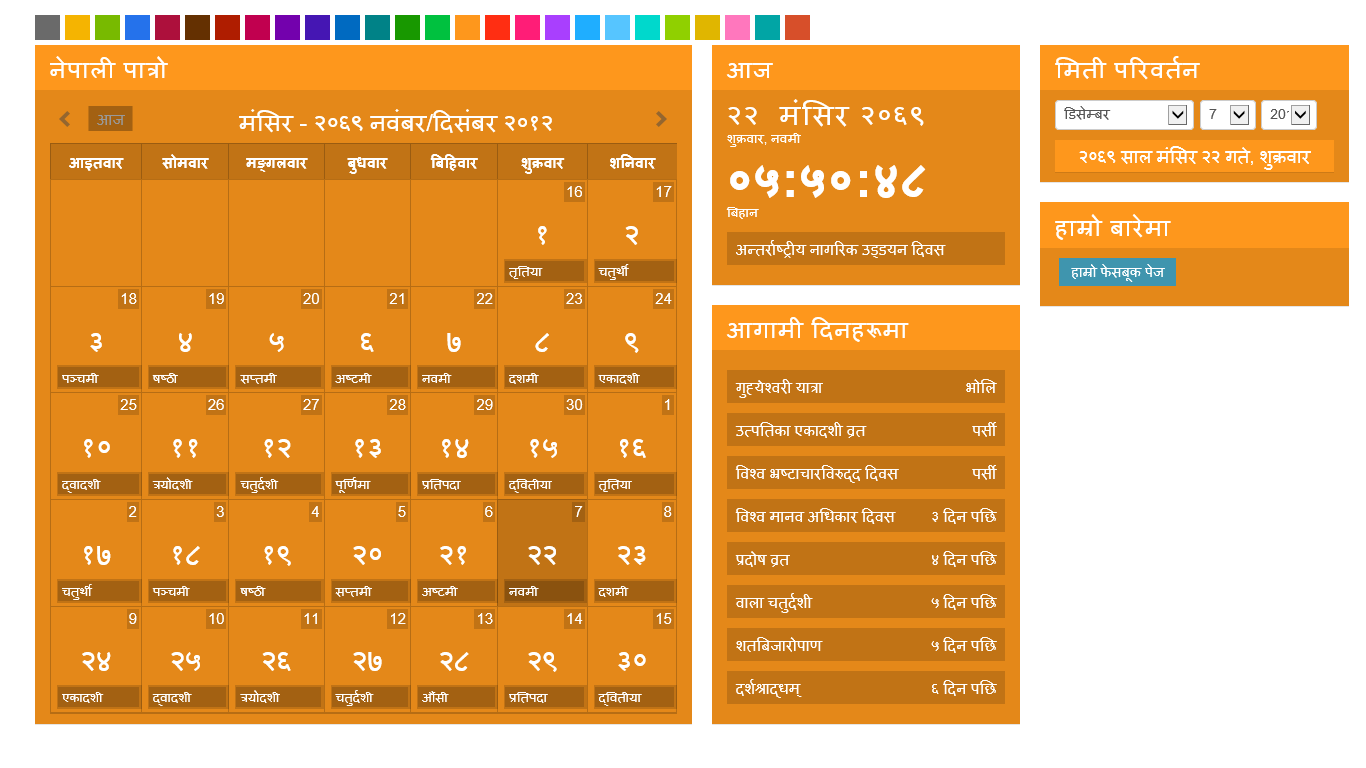 नेपाली पात्रो
आज
मंसिर - २०६९ नवंबर/दिसंबर २०१२
आइतवार सोमवार मङ्गलवार बुधवार बिहिवार शुक्रवार शनिवार
16 17
१ २
तृतिया चतुर्थी
18 19 20 21 22 23 24
३ ४ ५ ६ ७ ८ ९
पञ्चमी षष्ठी सप्तमी अष्टमी नवमी दशमी एकादशी
25 26 27 28 29 30 1
१० ११ १२ १३ १४ १५ १६
द्वादशी त्रयोदशी चतुर्दशी पूर्णिमा प्रतिपदा द्वितीया तृतिया
2 3 4 5 6 7 8
१७ १८ १९ २० २१ २२ २३
चतुर्थी पञ्चमी षष्ठी सप्तमी अष्टमी नवमी दशमी
9 10 11 12 13 14 15
२४ २५ २६ २७ २८ २९ ३०
एकादशी द्वादशी त्रयोदशी चतुर्दशी औंसी प्रतिपदा द्वितीया
आज
२२ मंसिर २०६९
शुक्रवार, नवमी
०५:५०:४८
बिहान
अन्तर्राष्ट्रीय नागरिक उड्डयन दिवस
आगामी दिनहरूमा
गुह्येश्वरी यात्रा भोलि
उत्पतिका एकादशी व्रत पर्सी
विश्व भ्रष्टाचारविरुद्द दिवस पर्सी
विश्व मानव अधिकार दिवस ३ दिन पछि
प्रदोष व्रत ४ दिन पछि
वाला चतुर्दशी ५ दिन पछि
शतबिजारोपाण ५ दिन पछि
दर्शश्राद्धम् ६ दिन पछि
मिती परिवर्तन
डिसेम्बर 7
२०६९ साल मंसिर २२ गते, शुक्रवार
हाम्रो बारेमा
हाम्रो फेसबूक पेज